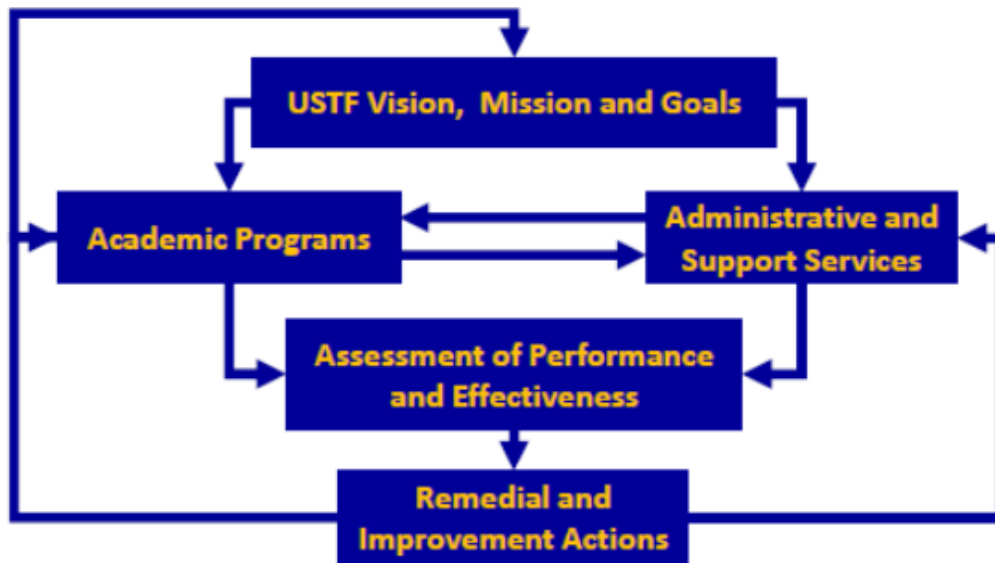 USTF Vision, Mission and Goals
Academic Programs
Administrative and
Support Services
Assessment of Performance
and Effectiveness
Remedial and
Improvement Actions